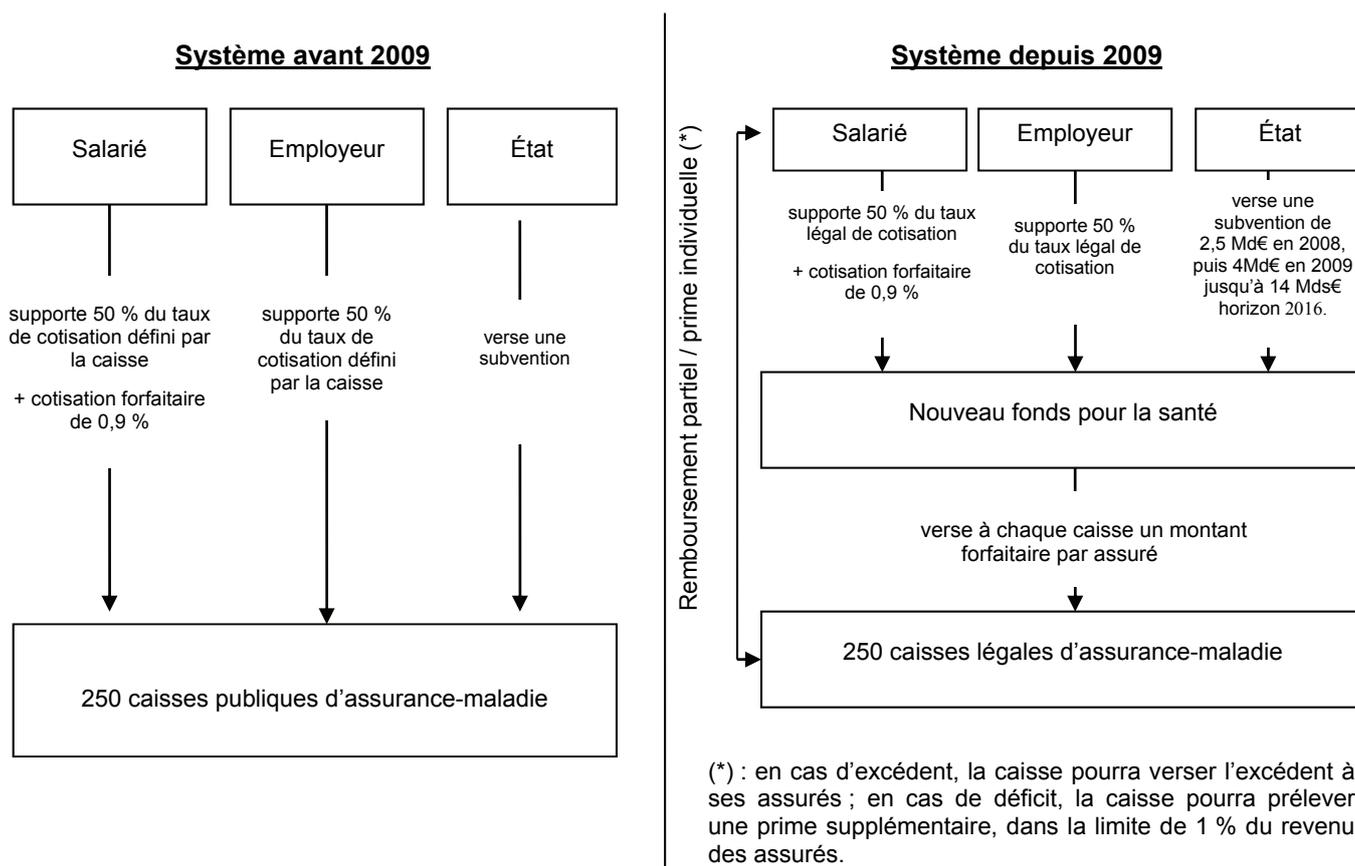 Système avant 2009
Salarié
Employeur
État
supporte 50 % du taux
de cotisation défini par
la caisse
+ cotisation forfaitaire
de 0,9 %
supporte 50 %
du taux de
cotisation défini
par la caisse
verse une
subvention
250 caisses publiques d’assurance-maladie
Système depuis 2009
Remboursement partiel / prime individuelle (*)
Salarié
Employeur
État
supporte 50 % du taux
légal de cotisation
+ cotisation forfaitaire
de 0,9 %
supporte 50 %
du taux légal de
cotisation
verse une
subvention de
2,5 Md€ en 2008,
puis 4Md€ en 2009
jusqu’à 14 Mds€
horizon 2016.
Nouveau fonds pour la santé
verse à chaque caisse un montant
forfaitaire par assuré
250 caisses légales d’assurance-maladie
(*) : en cas d’excédent, la caisse pourra verser l’excédent à
ses assurés ; en cas de déficit, la caisse pourra prélever
une prime supplémentaire, dans la limite de 1 % du revenu
des assurés.